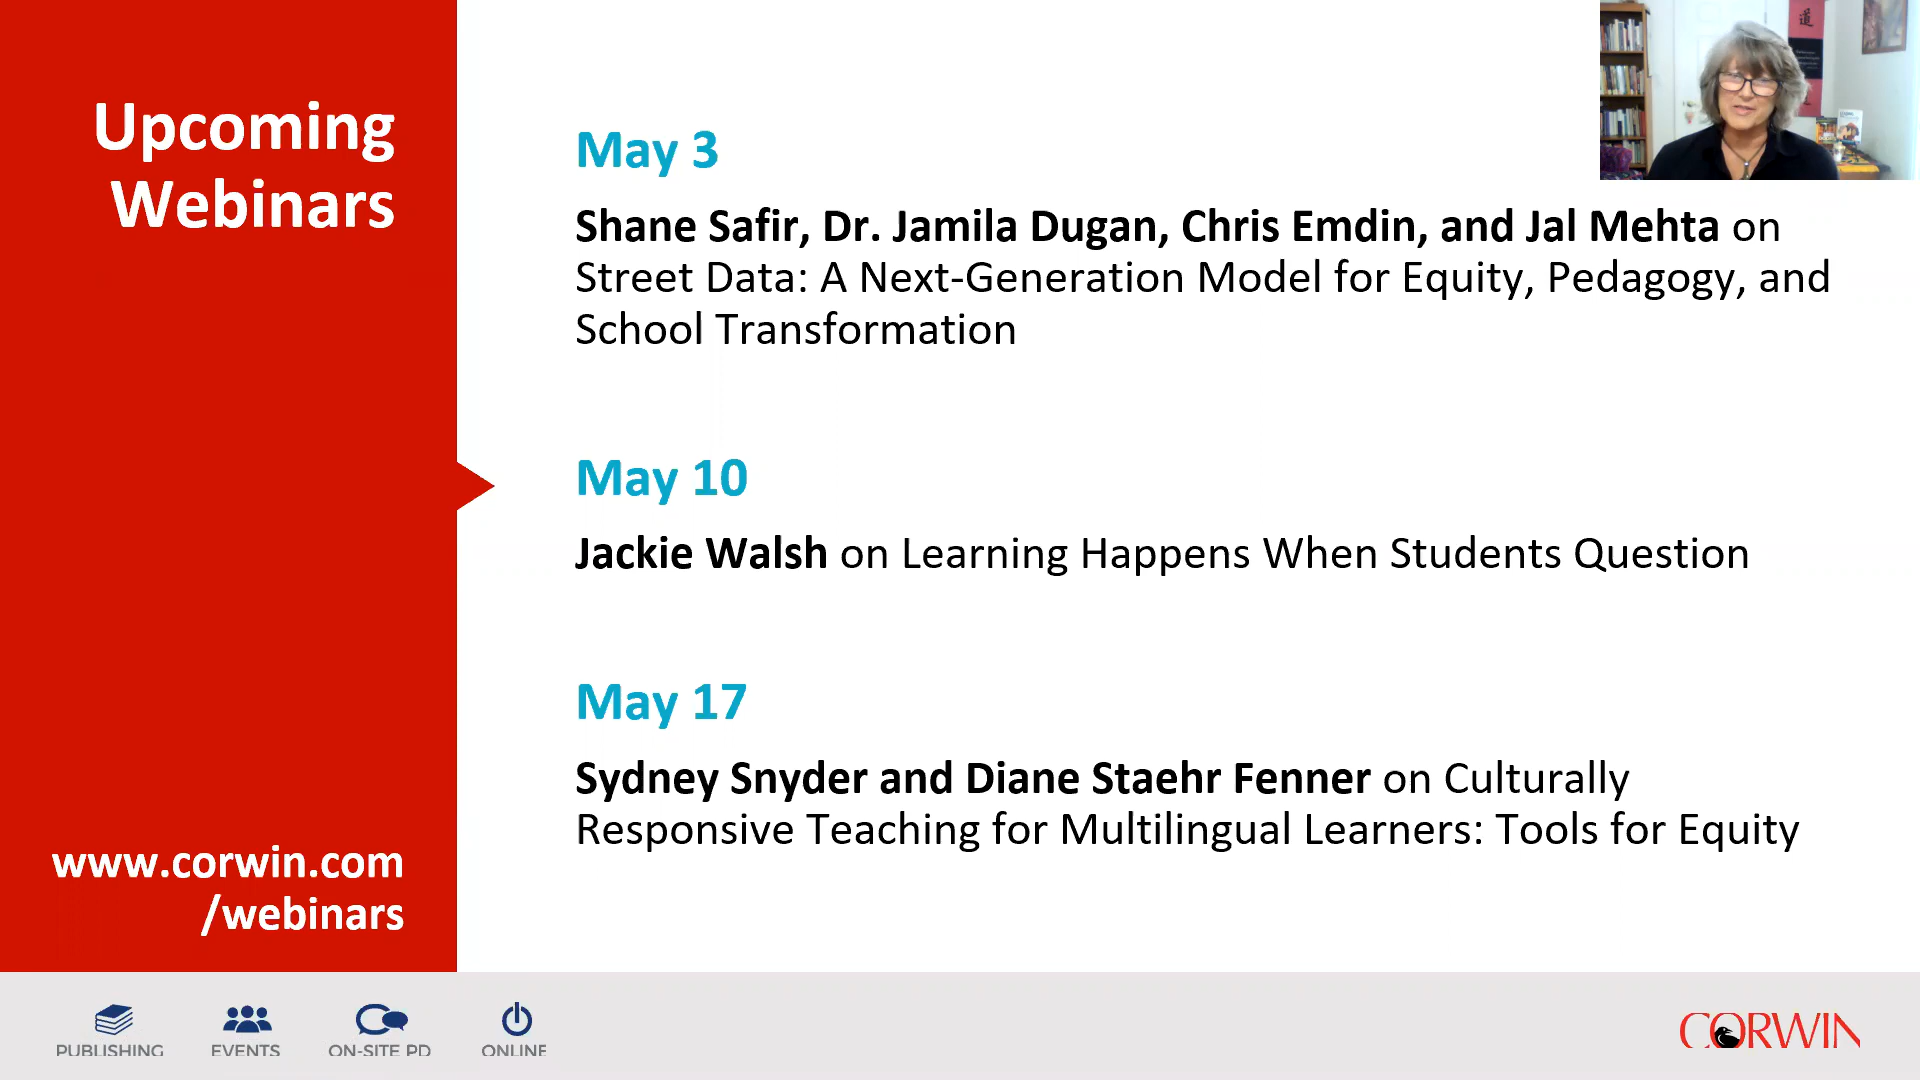 Upcoming
Webinars
www.corwin.com
/webinars
May 3
Shane Safir, Dr. Jamila Dugan, Chris Emdin, and Jal Mehta on
Street Data: A Next-Generation Model for Equity, Pedagogy, and
School Transformation
May 10
Jackie Walsh on Learning Happens When Students Question
May 17
Sydney Snyder and Diane Staehr Fenner on Culturally
Responsive Teaching for Multilingual Learners: Tools for Equity
道
PUBLISHING
EVENTS
ON-SITE PD
ONLINE
CORWIN